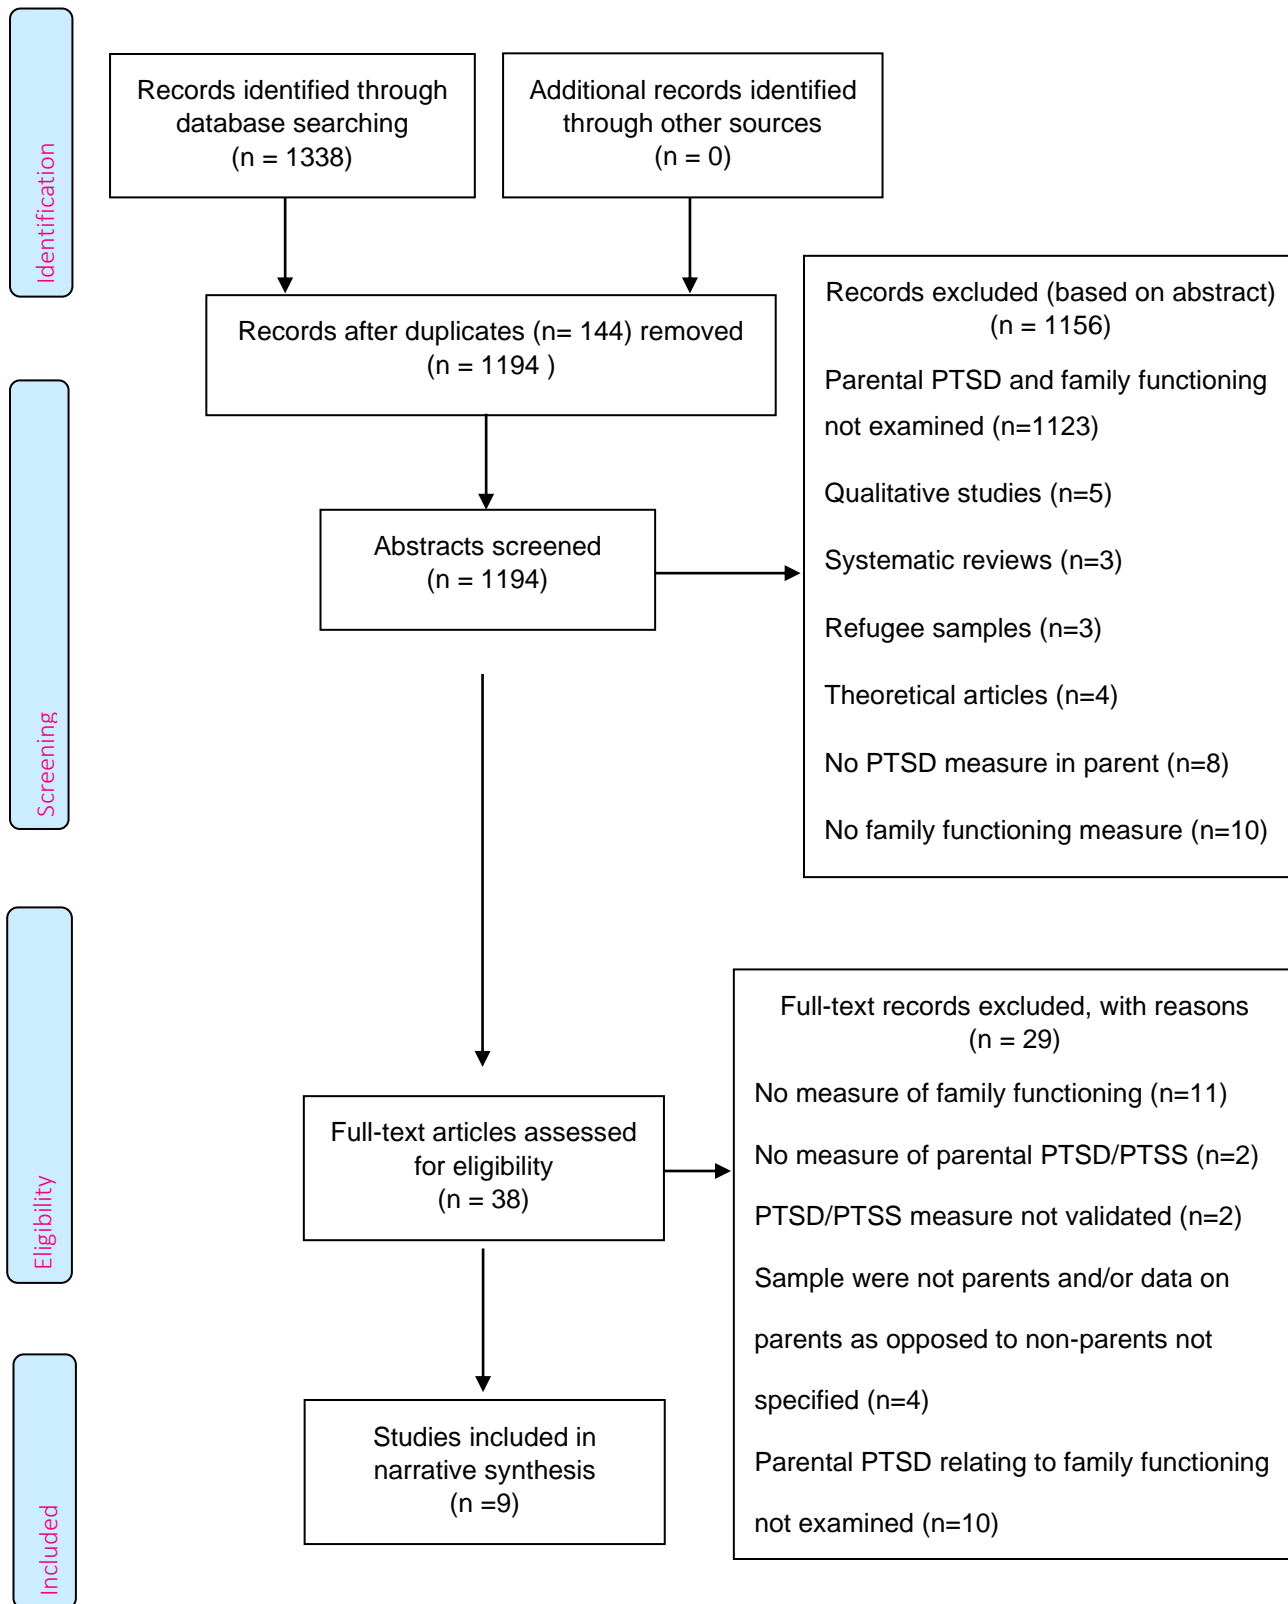 Identification
Records identified through
database searching
(n = 1338)
Additional records identified
through other sources
(n = 0)
Records after duplicates (n= 144) removed
(n = 1194 )
Screening
Abstracts screened
(n = 1194)
Records excluded (based on abstract)
(n = 1156)
Parental PTSD and family functioning
not examined (n=1123)
Qualitative studies (n=5)
Systematic reviews (n=3)
Refugee samples (n=3)
Theoretical articles (n=4)
No PTSD measure in parent (n=8)
No family functioning measure (n=10)
Eligibility
Full-text articles assessed
for eligibility
(n = 38)
Full-text records excluded, with reasons
(n = 29)
No measure of family functioning (n=11)
No measure of parental PTSD/PTSS (n=2)
PTSD/PTSS measure not validated (n=2)
Sample were not parents and/or data on
parents as opposed to non-parents not
specified (n=4)
Parental PTSD relating to family functioning
not examined (n=10)
Included
Studies included in
narrative synthesis
(n =9)